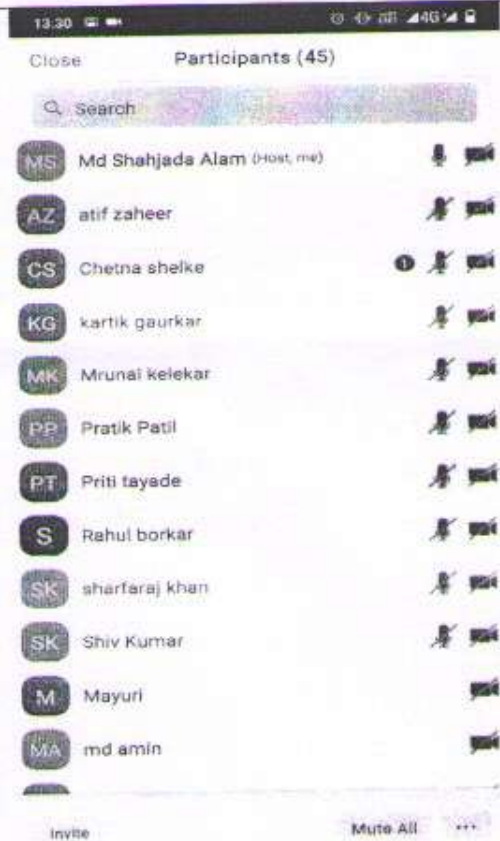 13:30 4G
Close Participants (45)
Search
MS Md Shahjada Alam (Host, me)
AZ atif zaheer
CS Chetna shelke
KG kartik gaurkar
MK Mrunal kelekar
PP Pratik Patil
PT Priti tayade
S Rahul borkar
SK sharfaraj khan
SK Shiv Kumar
M Mayuri
MA md amin
Invite Mute All ...